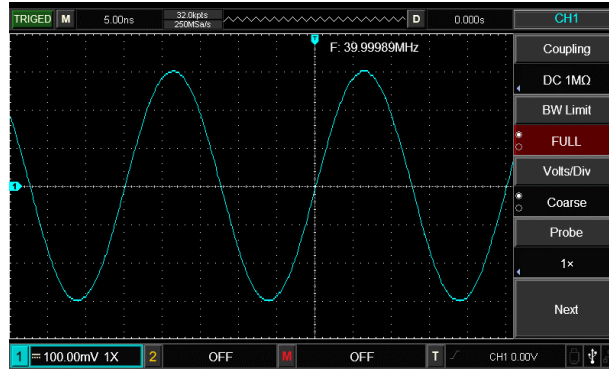 TRIGED M 5.00ns 32.0kpts D 0.000s CH1
250MSa/s
T F: 39.99989MHz
Coupling
DC 1MΩ
BW Limit
FULL
Volts/Div
1
Coarse
Probe
1×
Next
1 100.00mV 1X 2 OFF M OFF T CH1 0.00V